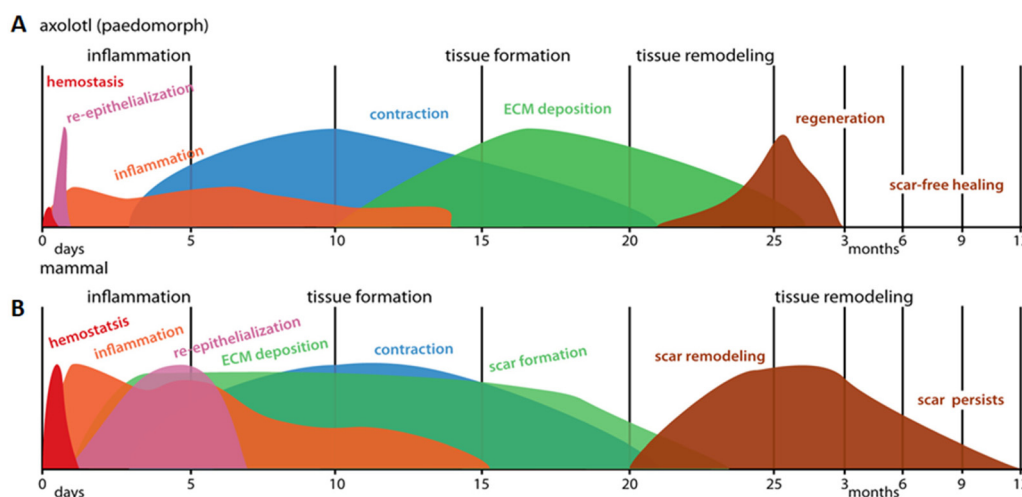 A axolotl (paedomorph)
inflammation tissue formation tissue remodeling
hemostasis
re-epithelialization
contraction ECM deposition
regeneration
inflammation
scar-free healing
0 5 10 15 20 25 3 6 9 1
days months
mammal
B inflammation tissue formation tissue remodeling
hemostatsis
inflammation
re-epithelialization
ECM deposition
contraction
scar formation
scar remodeling
scar persists
0 5 10 15 20 25 3 6 9 1
days months